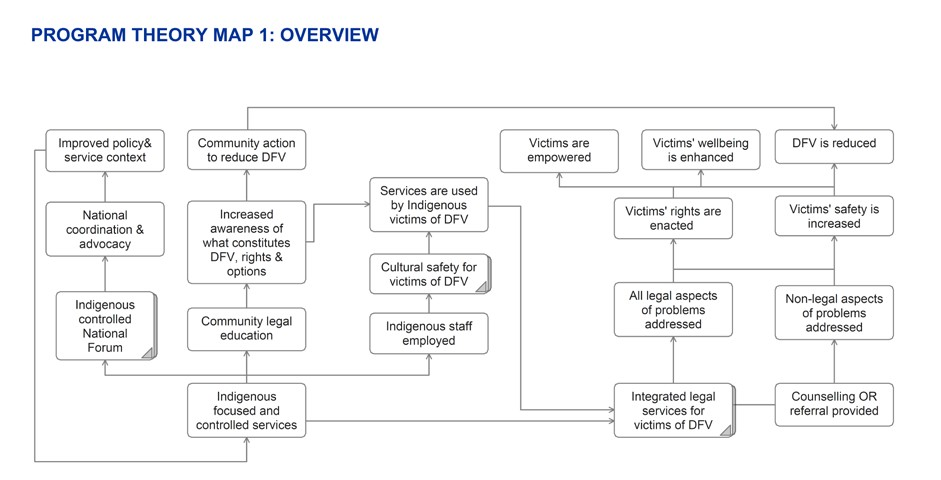 PROGRAM THEORY MAP 1: OVERVIEW
Improved policy&
service context
Community action
to reduce DFV
Victims are
empowered
Victims' wellbeing
is enhanced
DFV is reduced
National
coordination &
advocacy
Increased
awareness of
what constitutes
DFV, rights &
options
Services are used
by Indigenous
victims of DFV
Victims' rights are
enacted
Victims' safety is
increased
Cultural safety for
victims of DFV
Indigenous
controlled
National
Forum
Community legal
education
Indigenous staff
employed
All legal aspects
of problems
addressed
Non-legal aspects
of problems
addressed
Indigenous
focused and
controlled services
Integrated legal
services for
victims of DFV
Counselling OR
referral provided